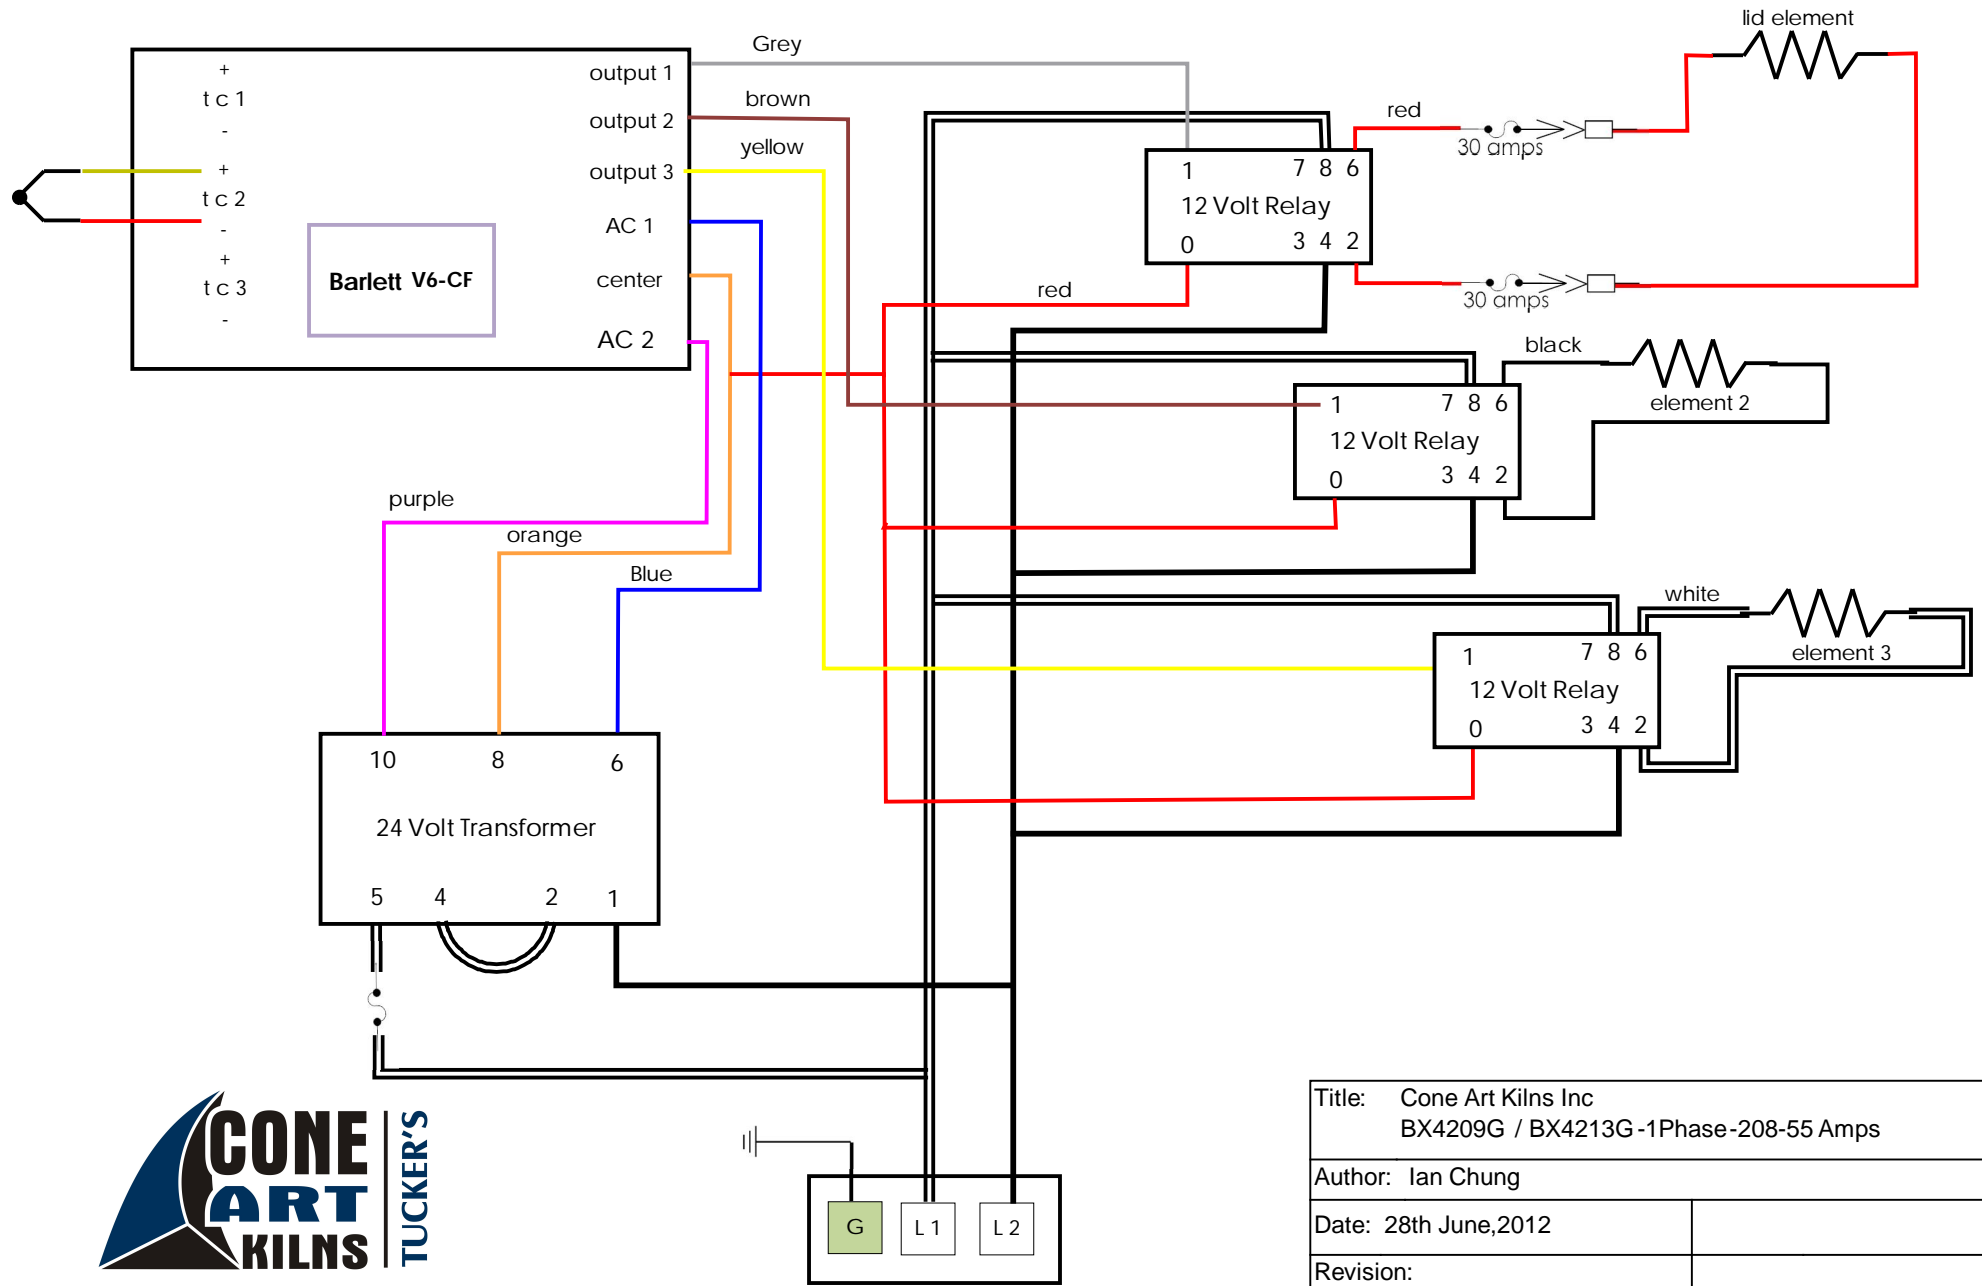 lid element
Grey
+
t c 1
-
output 1
brown
output 2
yellow
+
t c 2
-
output 3
AC 1
+
t c 3
-
center
AC 2
Barlett V6-CF
red
30 amps
1 7 8 6
12 Volt Relay
0 3 4 2
red
30 amps
black
element 2
1 7 8 6
12 Volt Relay
0 3 4 2
purple
orange
Blue
white
element 3
1 7 8 6
12 Volt Relay
0 3 4 2
10 8 6
24 Volt Transformer
5 4 2 1
CONE
ART
KILNS
TUCKER'S
G L 1 L 2
Title: Cone Art Kilns Inc
BX4209G / BX4213G -1Phase-208-55 Amps
Author: Ian Chung
Date: 28th June,2012
Revision: